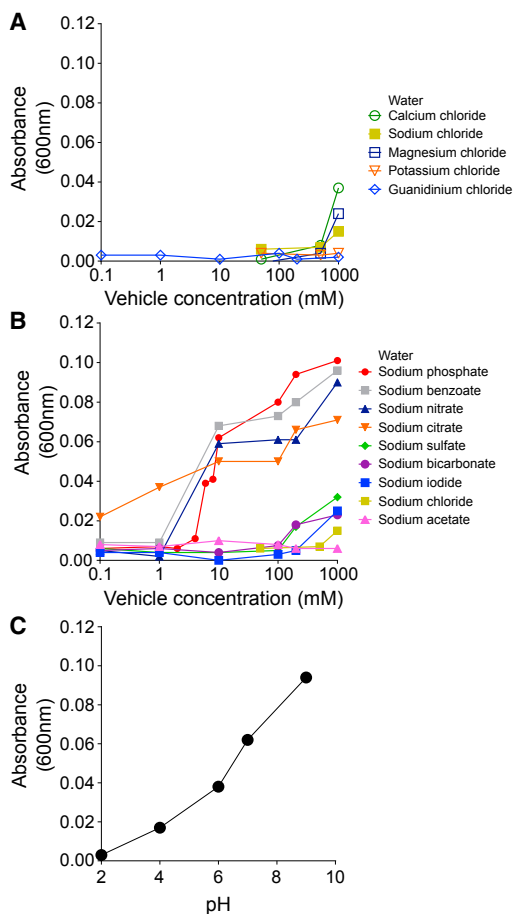 A
Absorbance
(600nm)
0.12
0.10
0.08
0.06
0.04
0.02
0.00
0.1 1 10 100 1000
Vehicle concentration (mM)
Water
Calcium chloride
Sodium chloride
Magnesium chloride
Potassium chloride
Guanidinium chloride
B
Absorbance
(600nm)
0.12
0.10
0.08
0.06
0.04
0.02
0.00
0.1 1 10 100 1000
Vehicle concentration (mM)
Water
Sodium phosphate
Sodium benzoate
Sodium nitrate
Sodium citrate
Sodium sulfate
Sodium bicarbonate
Sodium iodide
Sodium chloride
Sodium acetate
C
Absorbance
(600nm)
0.12
0.10
0.08
0.06
0.04
0.02
0.00
2 4 6 8 10
pH